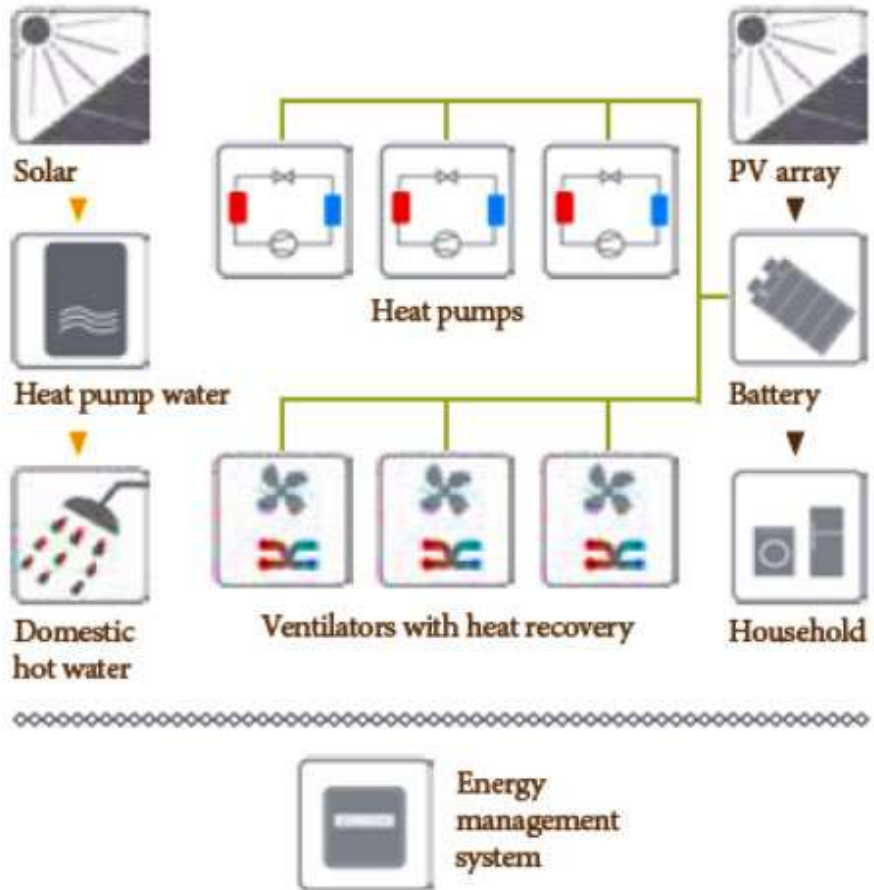 Solar
PV array
Heat pumps
Heat pump water
Battery
Domestic
hot water
Ventilators with heat recovery
Household
Energy
management
system